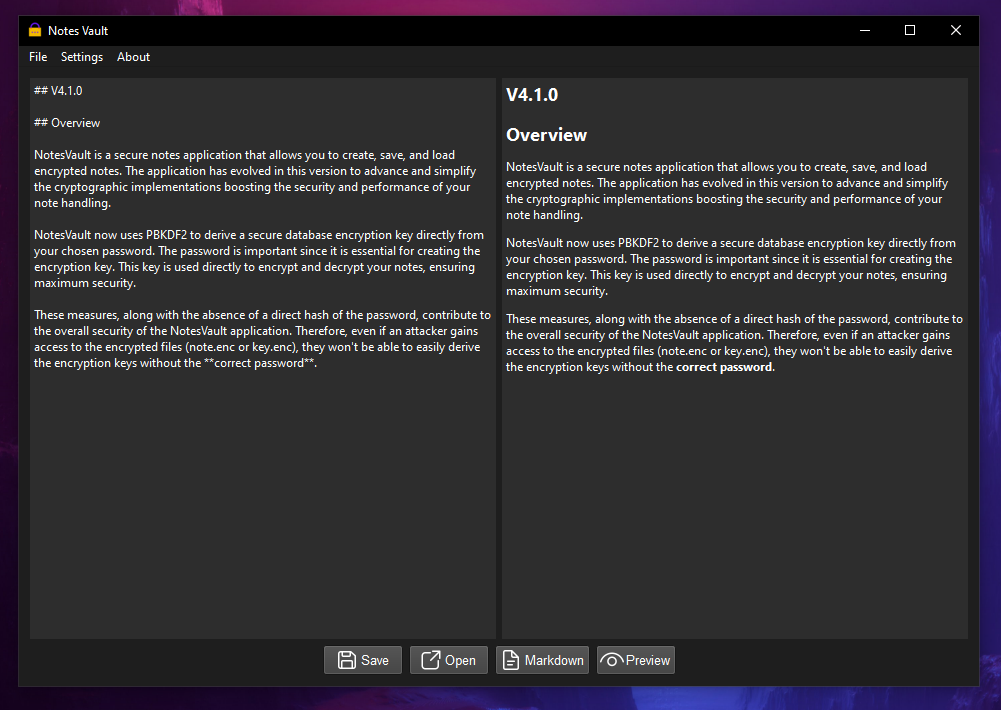 Notes Vault
File Settings About
## V4.1.0
## Overview
NotesVault is a secure notes application that allows you to create, save, and load
encrypted notes. The application has evolved in this version to advance and simplify
the cryptographic implementations boosting the security and performance of your
note handling.
NotesVault now uses PBKDF2 to derive a secure database encryption key directly from
your chosen password. The password is important since it is essential for creating the
encryption key. This key is used directly to encrypt and decrypt your notes, ensuring
maximum security.
These measures, along with the absence of a direct hash of the password, contribute to
the overall security of the NotesVault application. Therefore, even if an attacker gains
access to the encrypted files (note.enc or key.enc), they won't be able to easily derive
the encryption keys without the **correct password**.
V4.1.0
Overview
NotesVault is a secure notes application that allows you to create, save, and load
encrypted notes. The application has evolved in this version to advance and simplify
the cryptographic implementations boosting the security and performance of your
note handling.
NotesVault now uses PBKDF2 to derive a secure database encryption key directly from
your chosen password. The password is important since it is essential for creating the
encryption key. This key is used directly to encrypt and decrypt your notes, ensuring
maximum security.
These measures, along with the absence of a direct hash of the password, contribute to
the overall security of the NotesVault application. Therefore, even if an attacker gains
access to the encrypted files (note.enc or key.enc), they won't be able to easily derive
the encryption keys without the correct password.
Save Open Markdown Preview